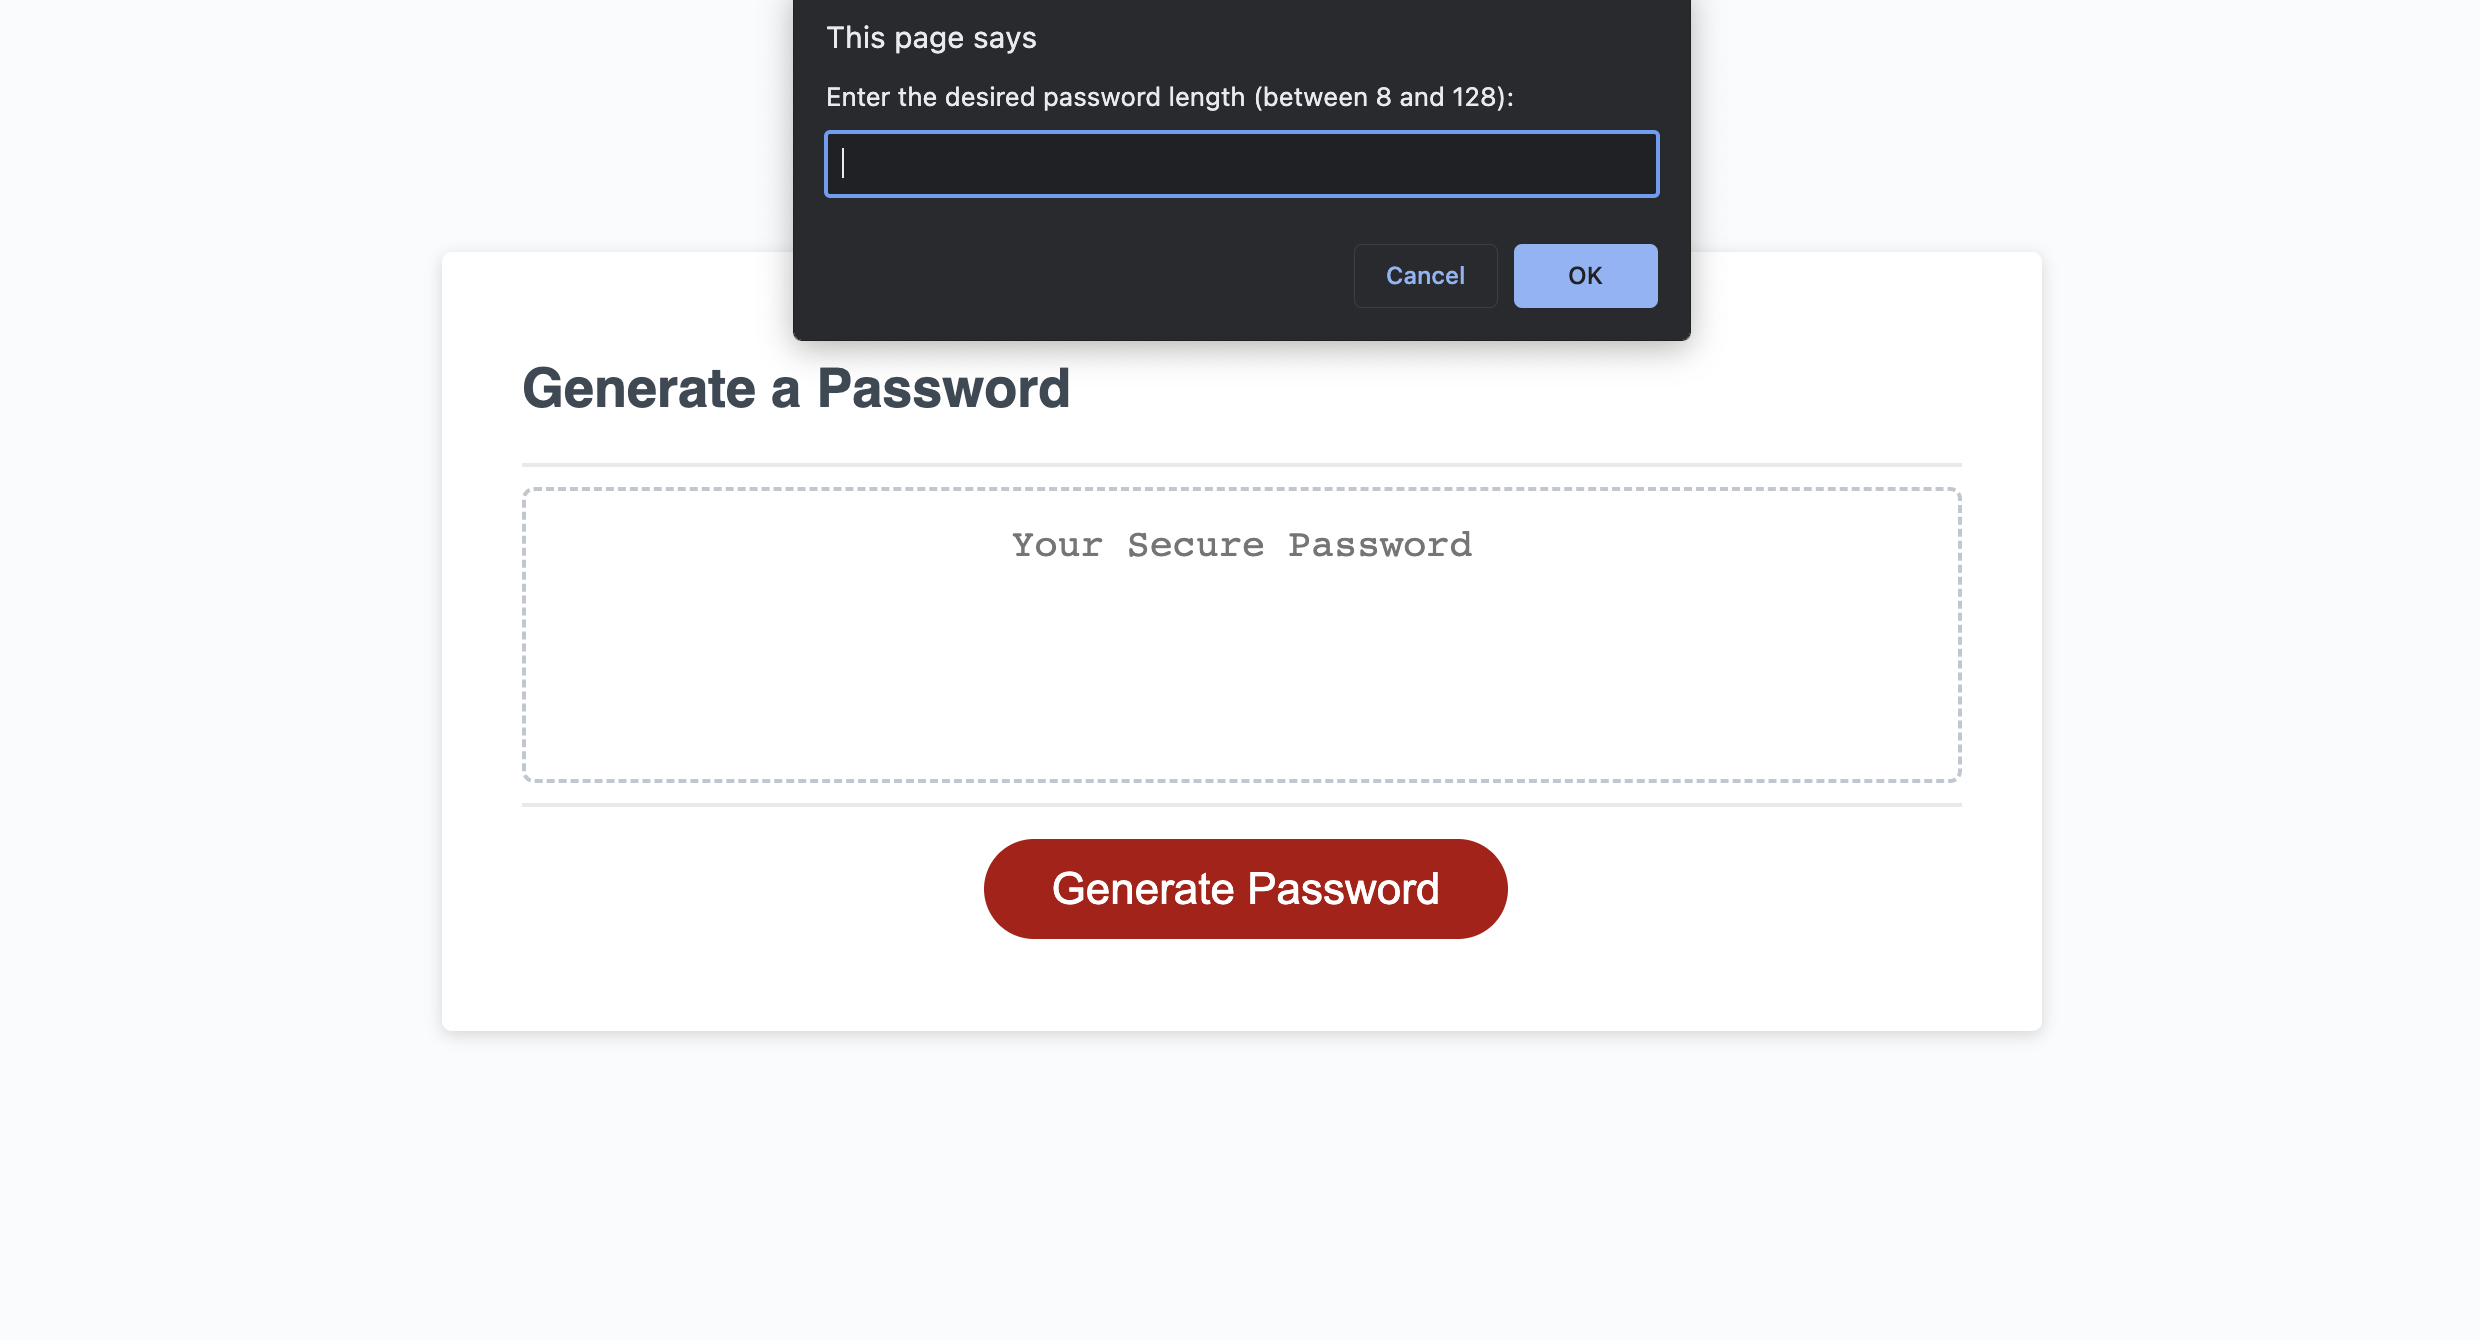 This page says
Enter the desired password length (between 8 and 128):
Cancel
OK
Generate a Password
Your Secure Password
Generate Password